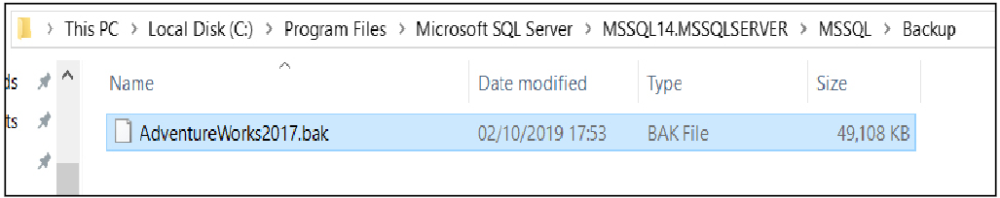 This PC > Local Disk (C:) > Program Files > Microsoft SQL Server > MSSQL14.MSSQLSERVER > MSSQL > Backup
ds
Name Date modified Type Size
ts
AdventureWorks2017.bak 02/10/2019 17:53 BAK File 49,108 KB